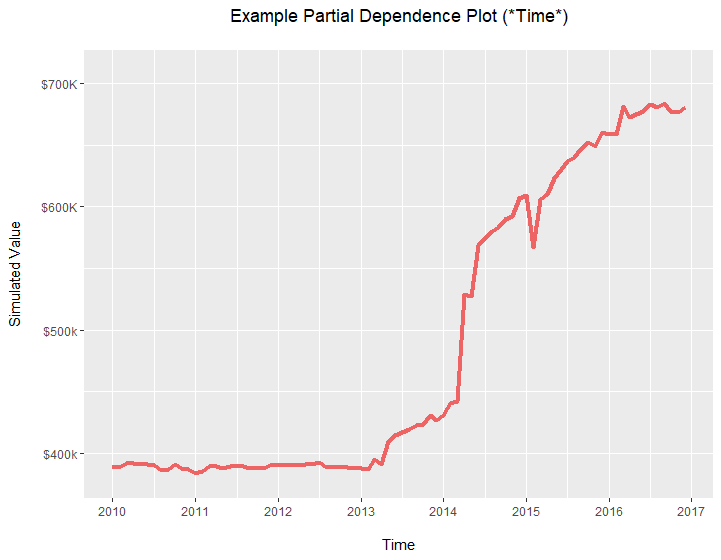 Example Partial Dependence Plot (*Time*)
$700K
$600K
$500k
$400k
Simulated Value
2010 2011 2012 2013 2014 2015 2016 2017
Time